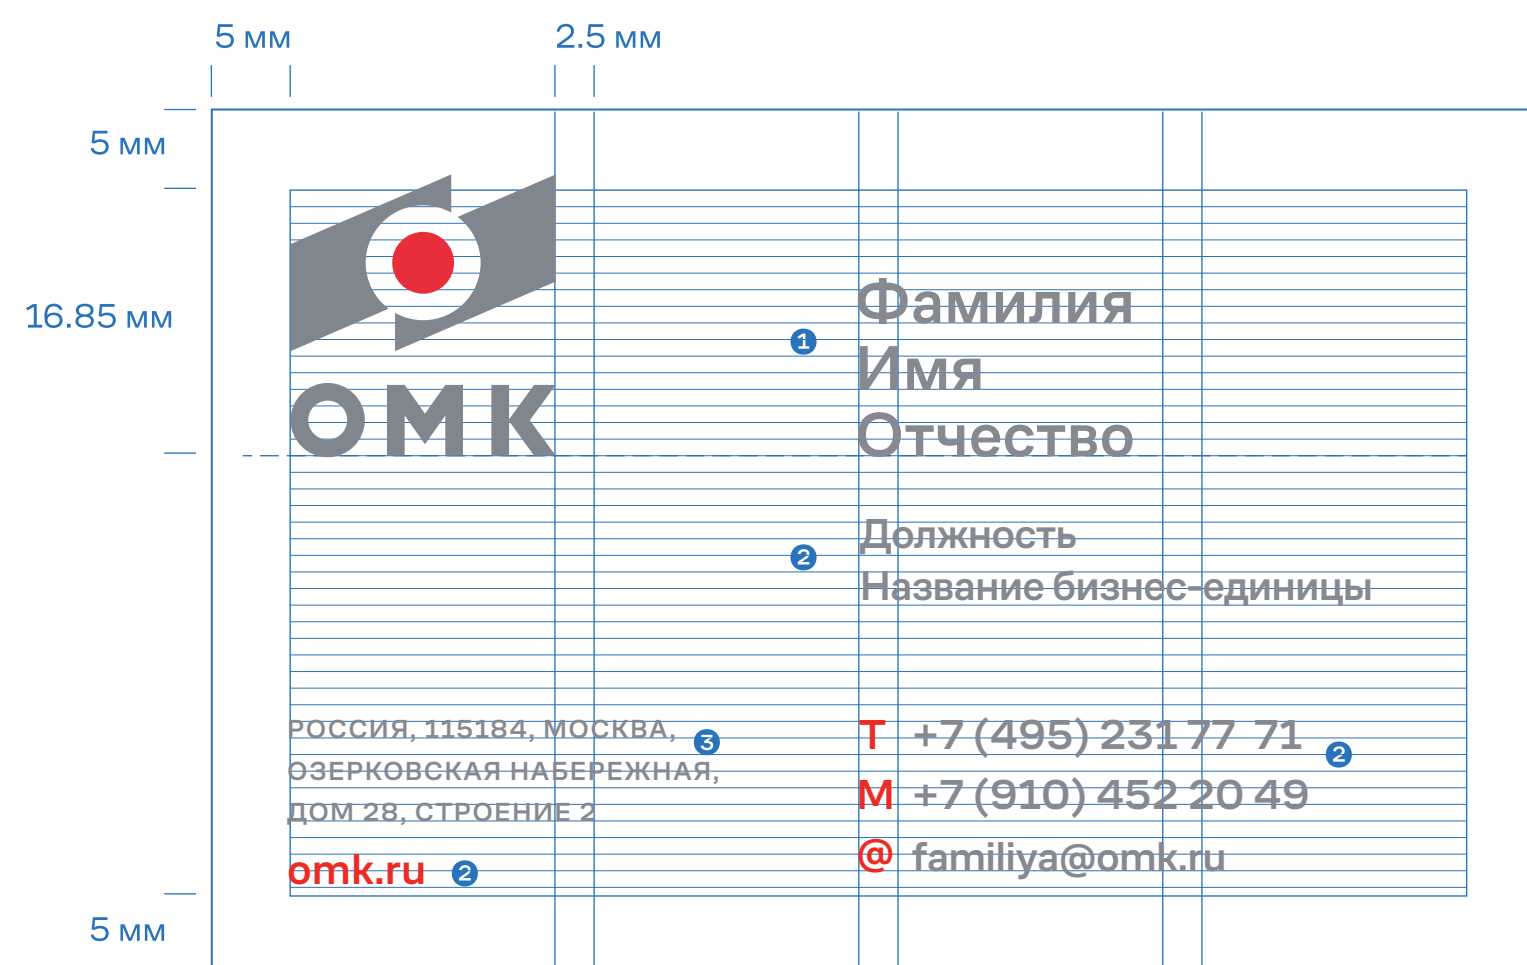 5 мм
2.5 мм
5 мм
16.85 мм
5 мм
ОМК
1
Фамилия
Имя
Отчество
2
Должность
Название бизнес-единицы
РОССИЯ, 115184, МОСКВА,
ОЗЕРКОВСКАЯ НАБЕРЕЖНАЯ,
ДОМ 28, СТРОЕНИЕ 2
3
omk.ru
2
T +7 (495) 231 77 71
M +7 (910) 452 20 49
@ familiya@omk.ru
2